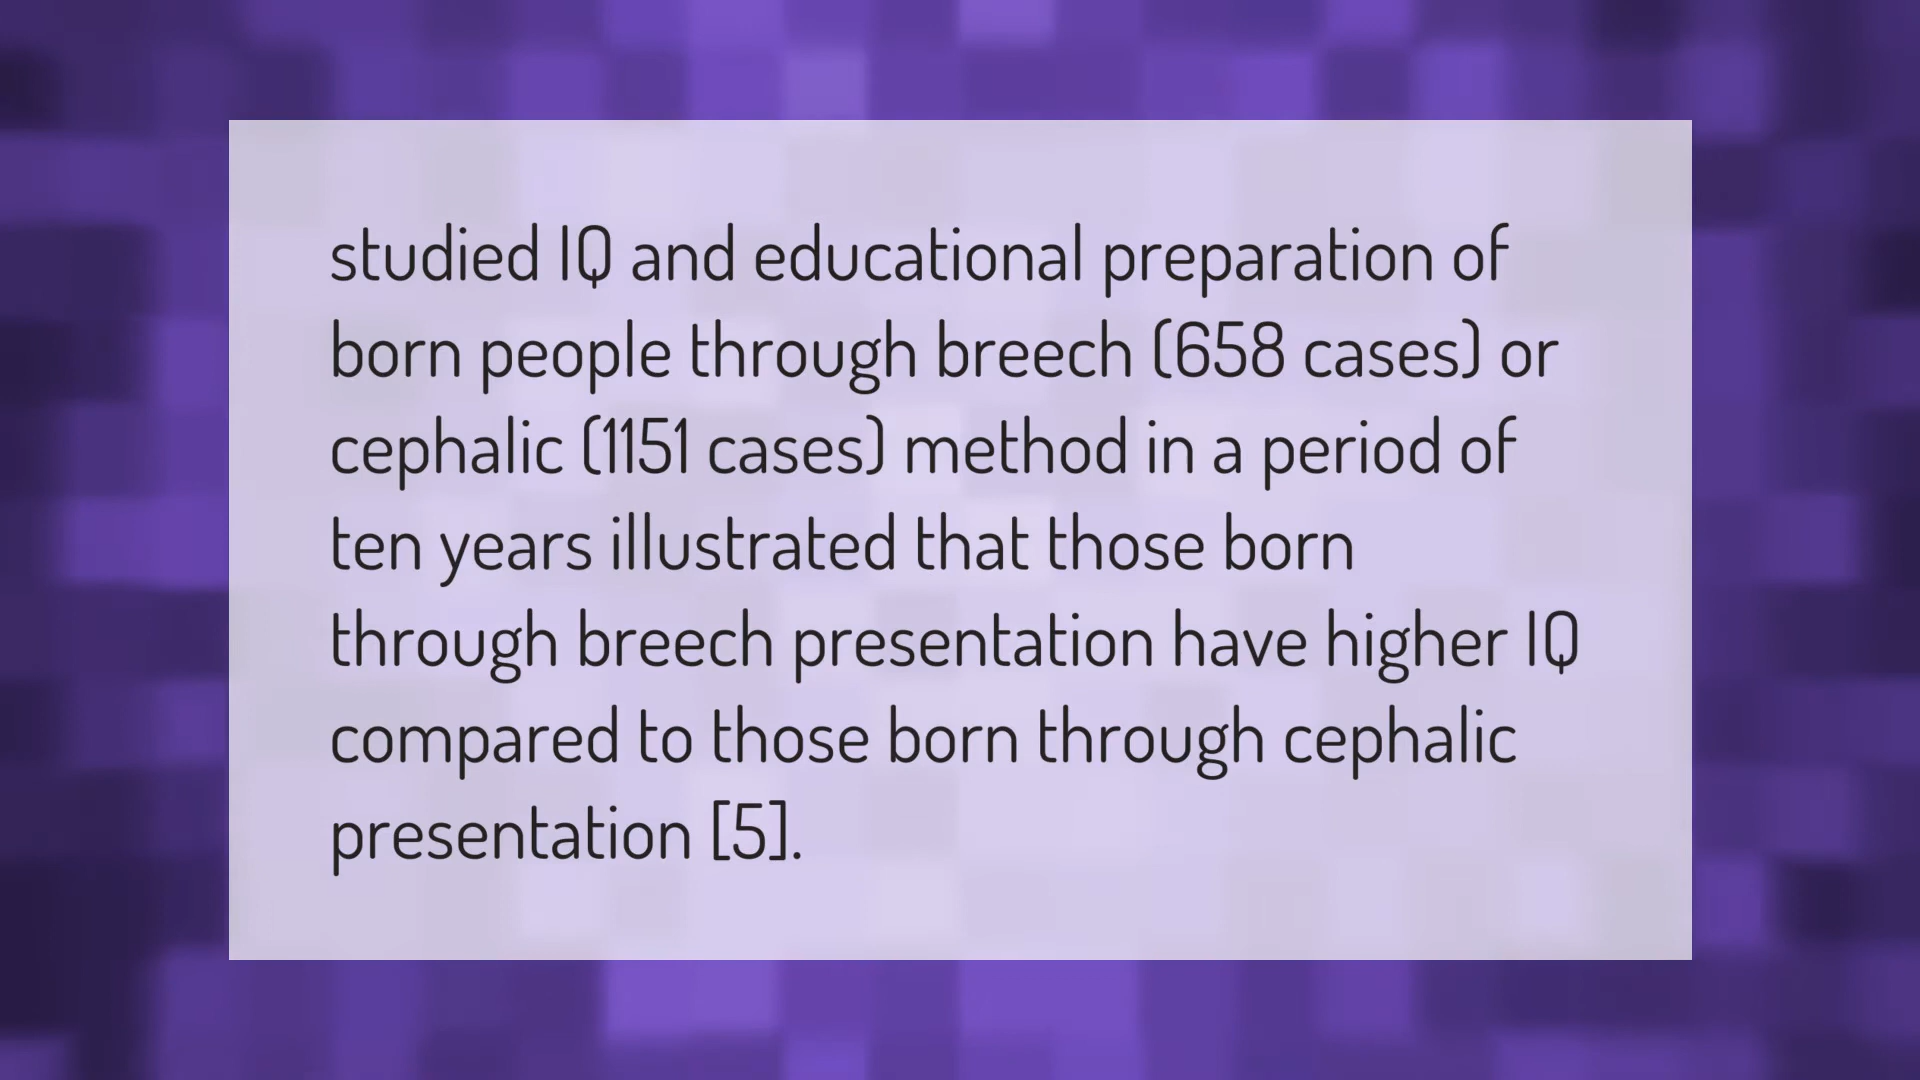 studied IQ and educational preparation of
born people through breech (658 cases) or
cephalic (1151 cases) method in a period of
ten years illustrated that those born
through breech presentation have higher IQ
compared to those born through cephalic
presentation [5].